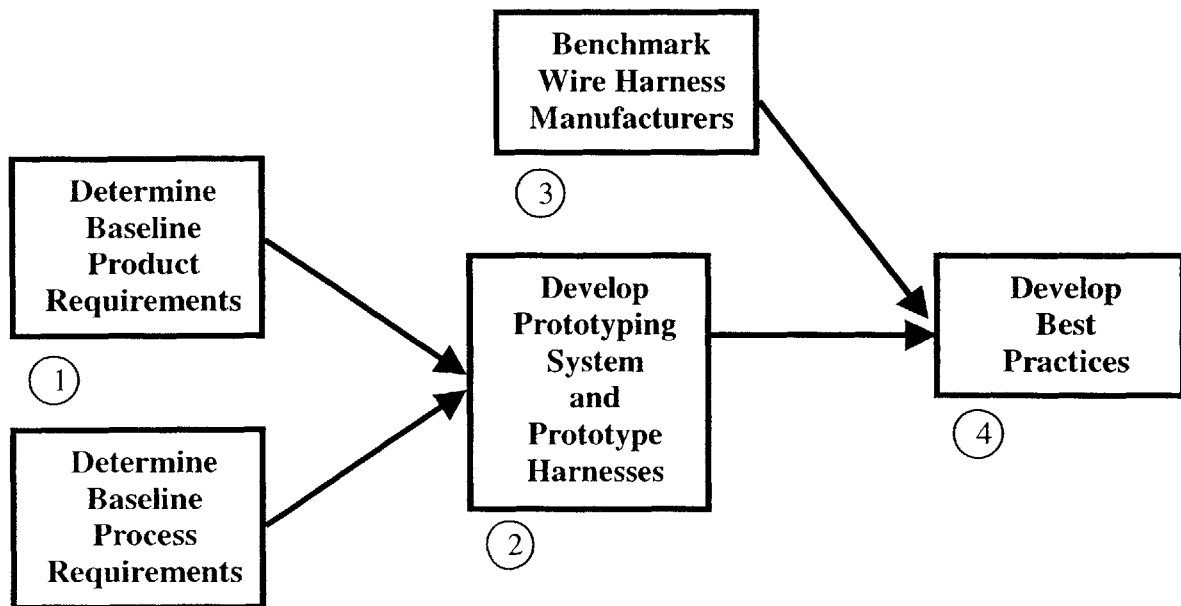 Determine
Baseline
Product
Requirements
1
Determine
Baseline
Process
Requirements
Develop
Prototyping
System
and
Prototype
Harnesses
2
Benchmark
Wire Harness
Manufacturers
3
Develop
Best
Practices
4